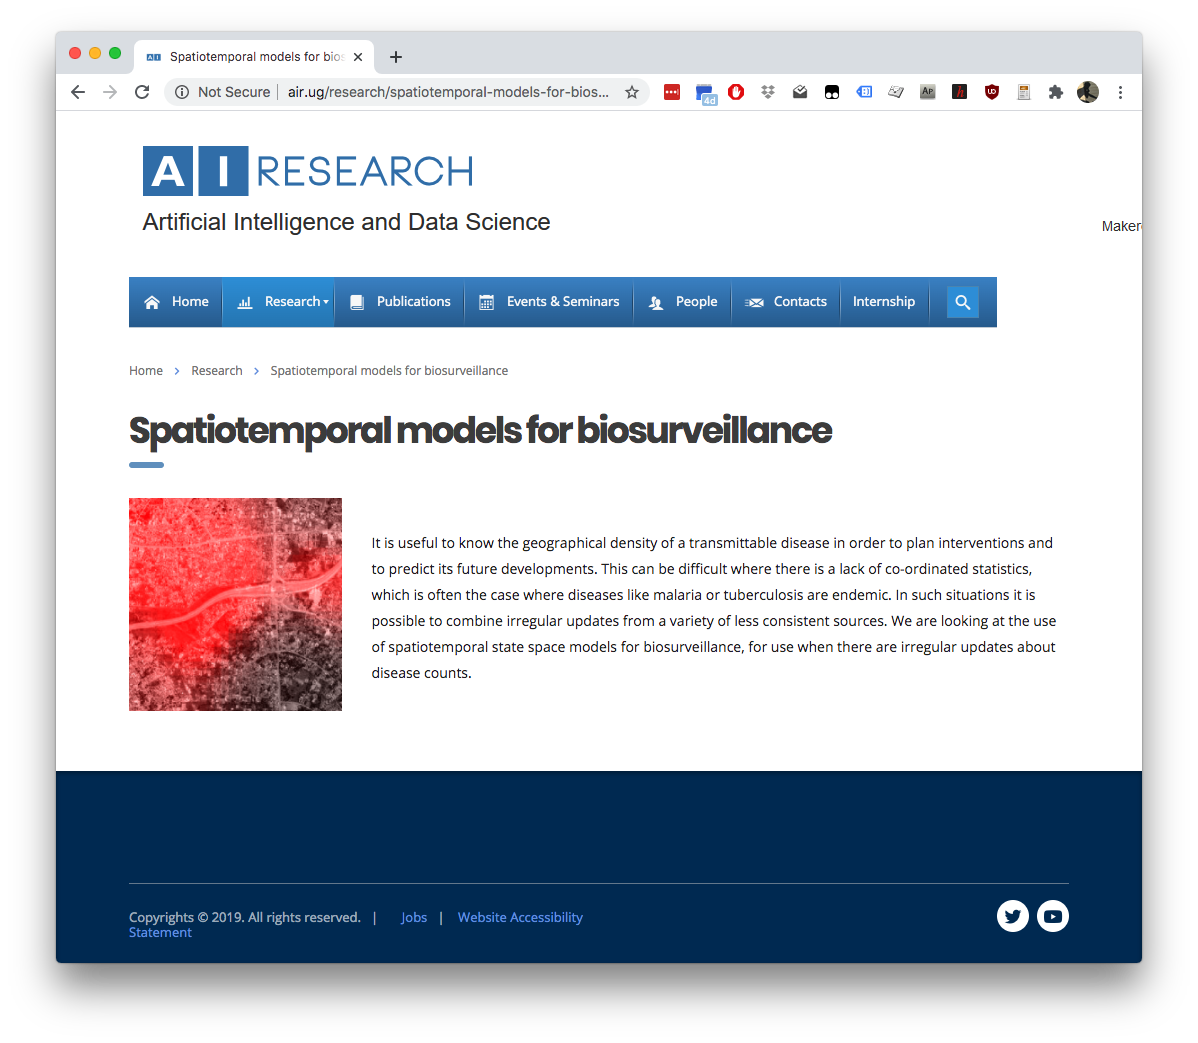 Spatiotemporal models for bios
Not Secure | air.ug/research/spatiotemporal-models-for-bios...
4d
AP
h
UD
AI RESEARCH
Artificial Intelligence and Data Science
Maker
Home Research Publications Events & Seminars People Contacts Internship
Home > Research > Spatiotemporal models for biosurveillance
Spatiotemporal models for biosurveillance
It is useful to know the geographical density of a transmittable disease in order to plan interventions and
to predict its future developments. This can be difficult where there is a lack of co-ordinated statistics,
which is often the case where diseases like malaria or tuberculosis are endemic. In such situations it is
possible to combine irregular updates from a variety of less consistent sources. We are looking at the use
of spatiotemporal state space models for biosurveillance, for use when there are irregular updates about
disease counts.
Copyrights © 2019. All rights reserved. | Jobs | Website Accessibility
Statement